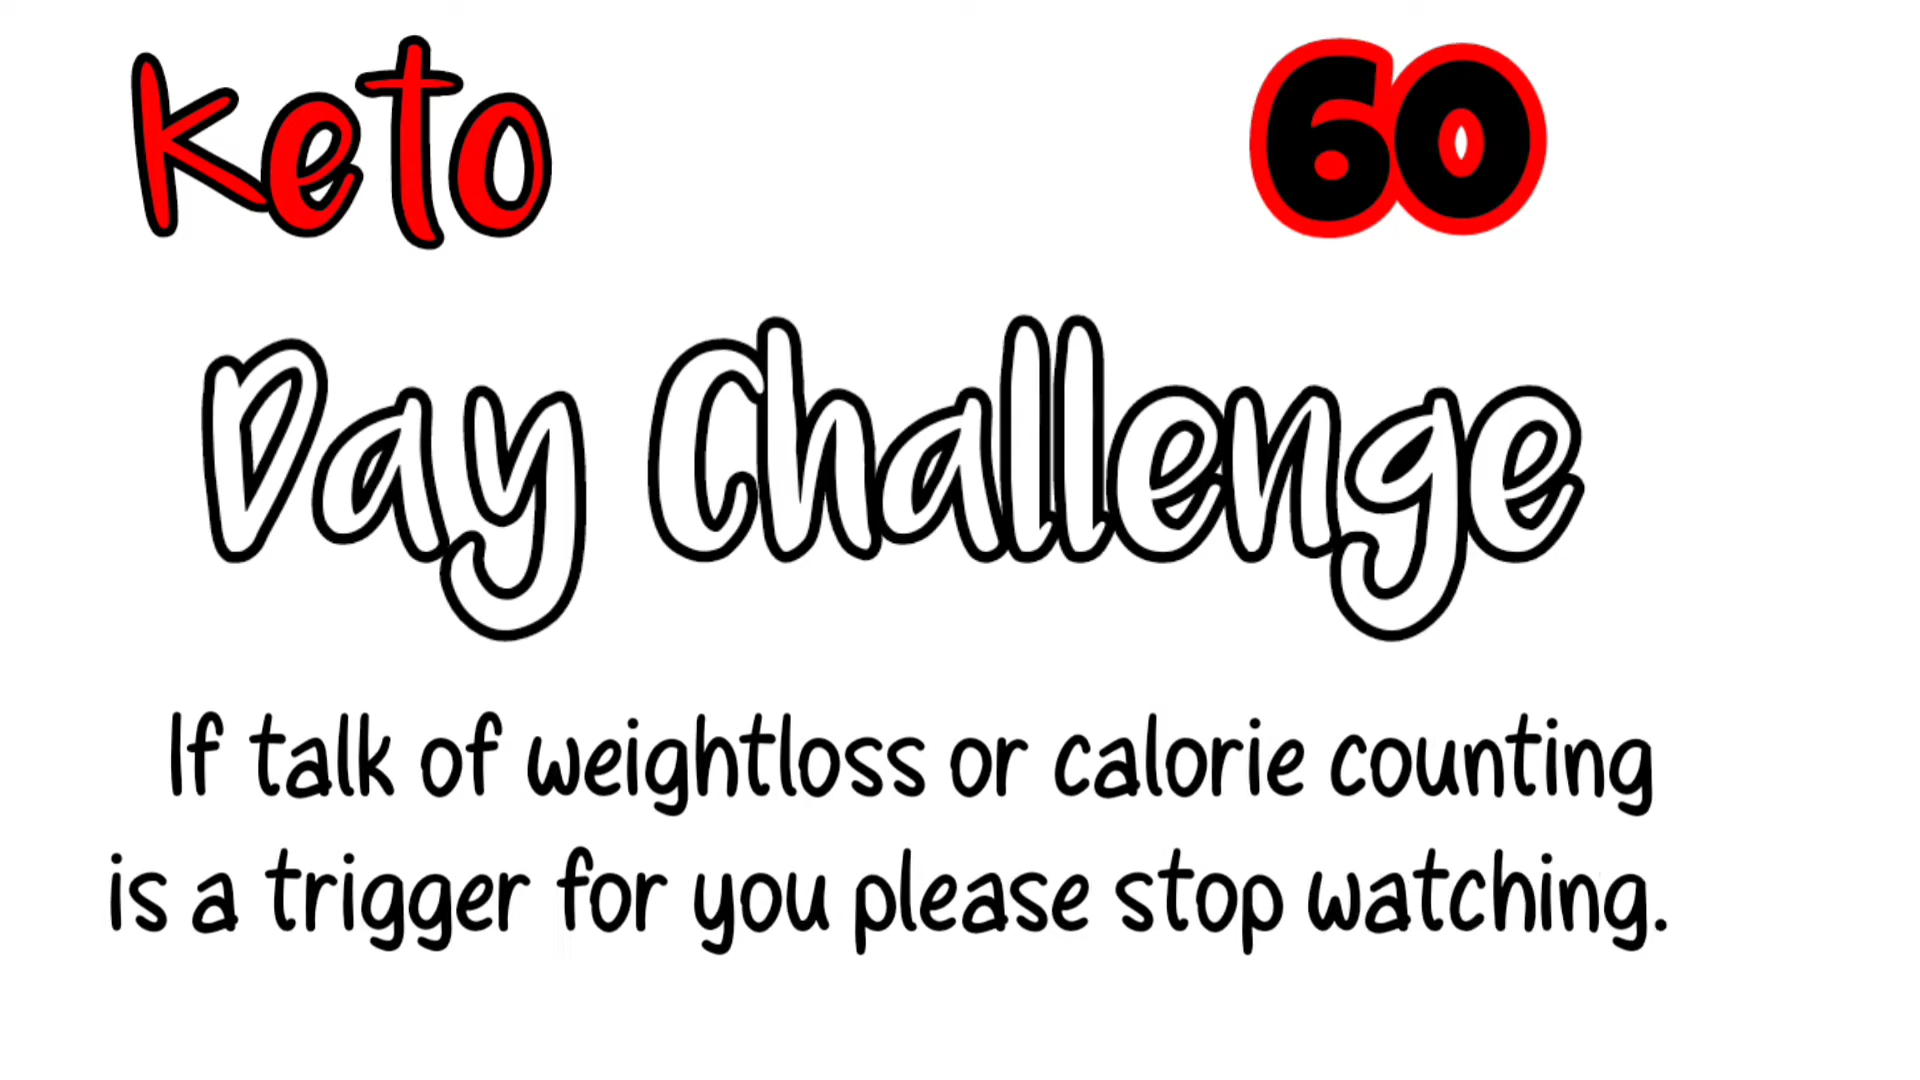 Keto 60
Day Challenge
If talk of weightloss or calorie counting
is a trigger for you please stop watching.